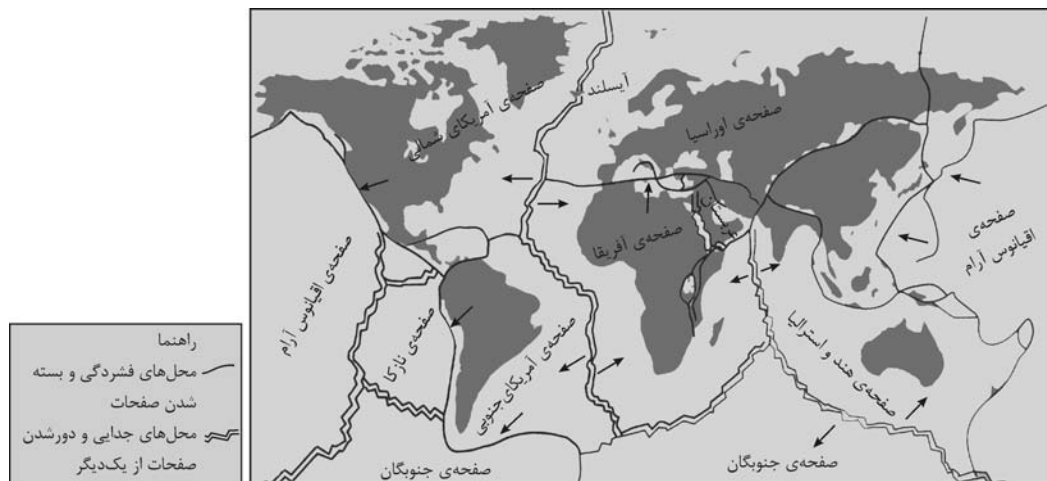 آیسلند
صفحه‌ی آمریکای شمالی
صفحه‌ی اوراسیا
صفحه‌ی آفریقا
صفحه‌ی
اقیانوس آرام
صفحه‌ی اقیانوس آرام
صفحه‌ی نازکا
صفحه‌ی آمریکای جنوبی
صفحه‌ی هند و استرالیا
صفحه‌ی جنوبگان
صفحه‌ی جنوبگان
راهنما
محل‌های فشردگی و بسته
شدن صفحات
محل‌های جدایی و دورشدن
صفحات از یک‌دیگر